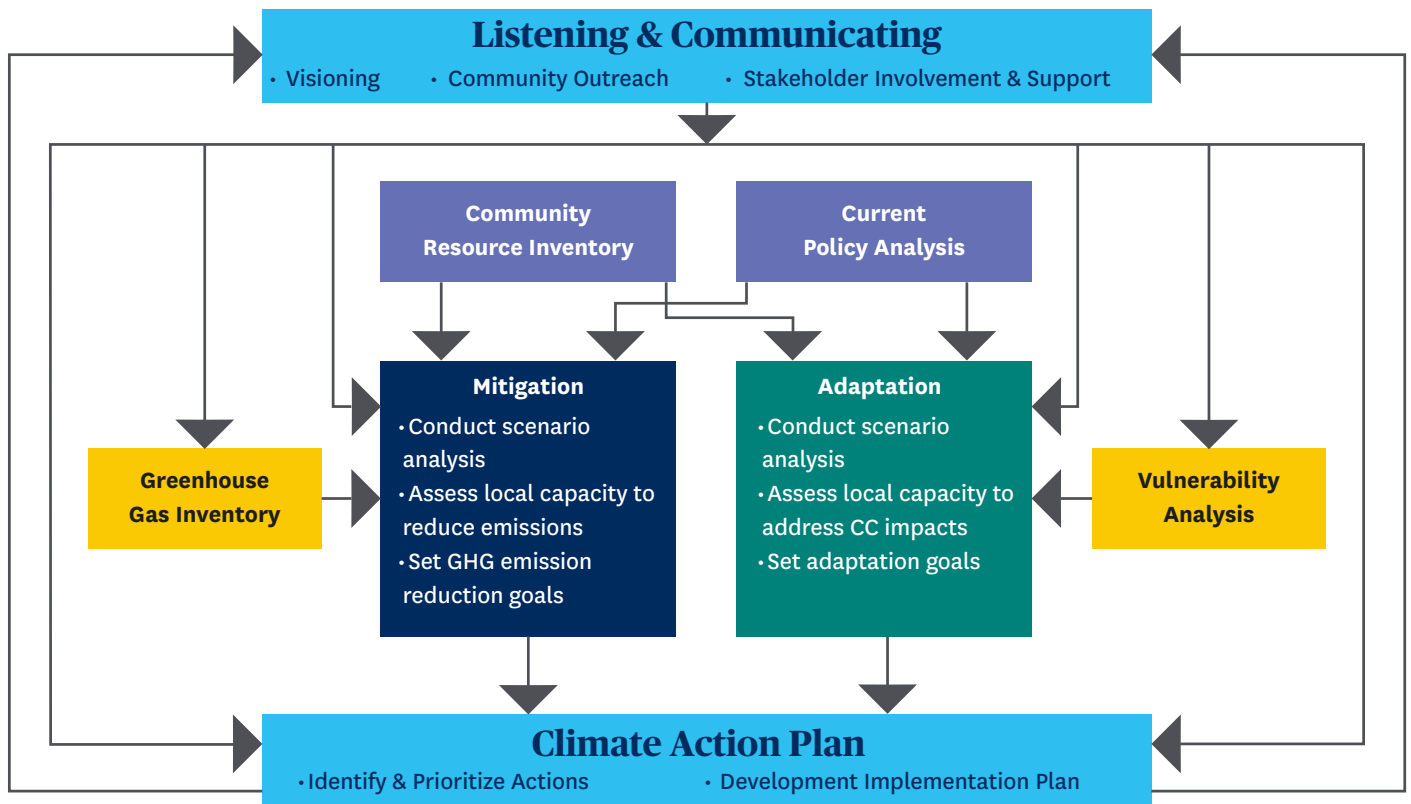 Listening & Communicating
• Visioning • Community Outreach • Stakeholder Involvement & Support
Community
Resource Inventory
Current
Policy Analysis
Mitigation
• Conduct scenario
analysis
• Assess local capacity to
reduce emissions
• Set GHG emission
reduction goals
Adaptation
• Conduct scenario
analysis
• Assess local capacity to
address CC impacts
• Set adaptation goals
Greenhouse
Gas Inventory
Vulnerability
Analysis
Climate Action Plan
• Identify & Prioritize Actions • Development Implementation Plan